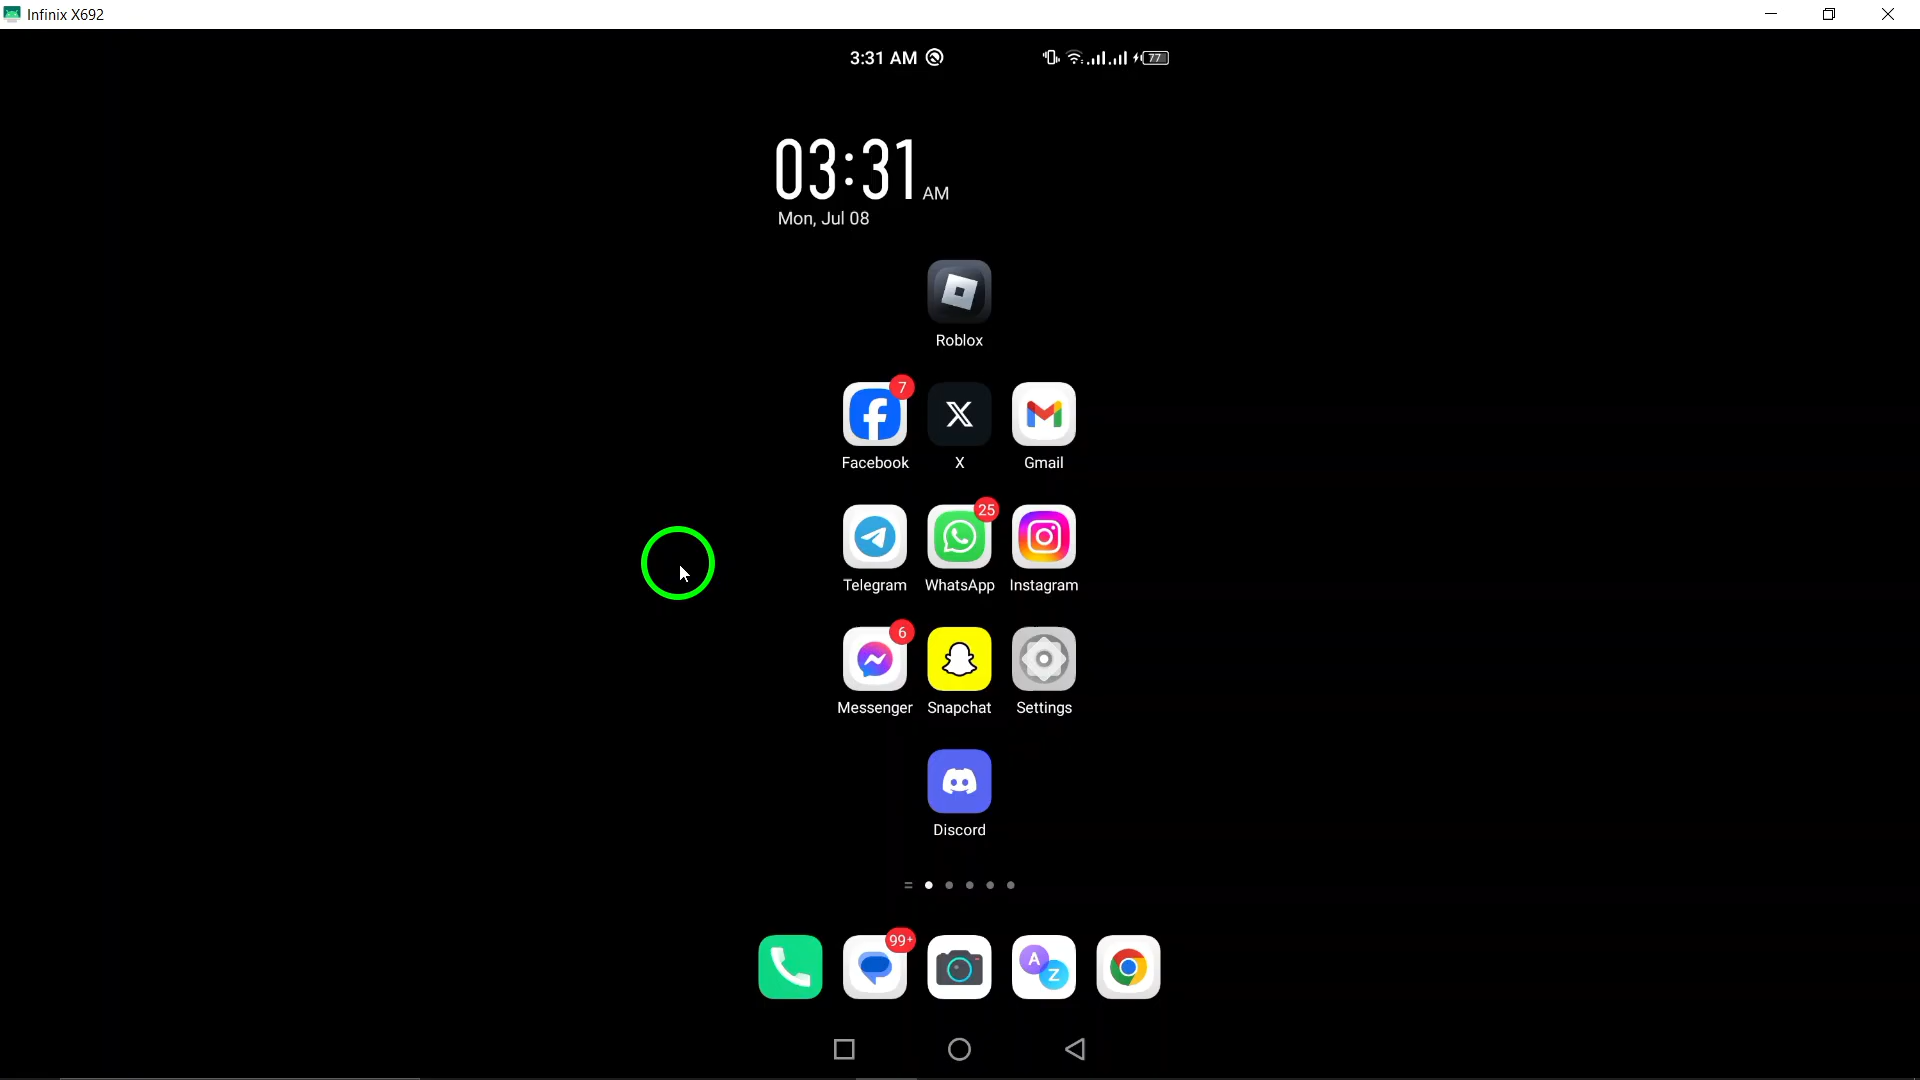 Infinix X692
3:31 AM
77
03:31 AM
Mon, Jul 08
Roblox
7
Facebook
X
Gmail
25
Telegram
WhatsApp
Instagram
6
Messenger
Snapchat
Settings
Discord
99+
A
Z